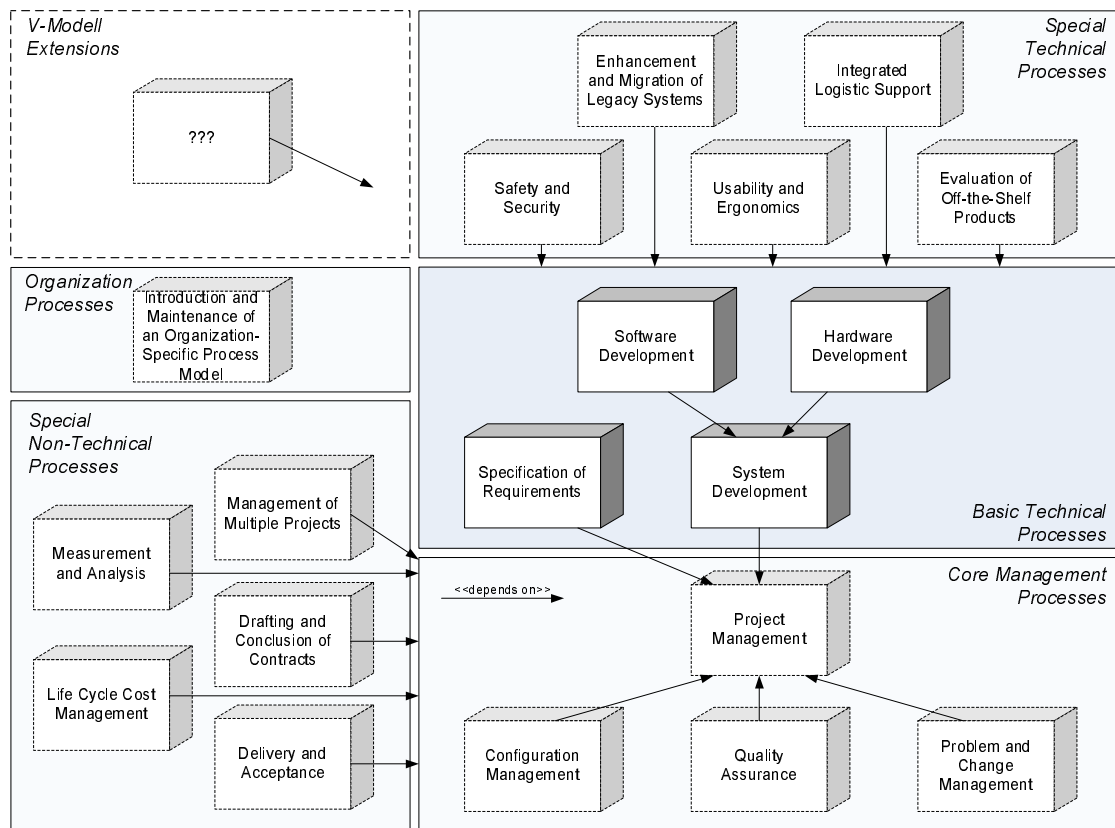 V-Modell
Extensions
???
Special
Technical
Processes
Enhancement
and Migration of
Legacy Systems
Integrated
Logistic Support
Safety and
Security
Usability and
Ergonomics
Evaluation of
Off-the-Shelf
Products
Organization
Processes
Introduction and
Maintenance of
an Organization-
Specific Process
Model
Software
Development
Hardware
Development
Specification of
Requirements
System
Development
Basic Technical
Processes
Special
Non-Technical
Processes
Management of
Multiple Projects
Measurement
and Analysis
Drafting and
Conclusion of
Contracts
Life Cycle Cost
Management
Delivery and
Acceptance
Core Management
Processes
<<depends on>>
Project
Management
Configuration
Management
Quality
Assurance
Problem and
Change
Management